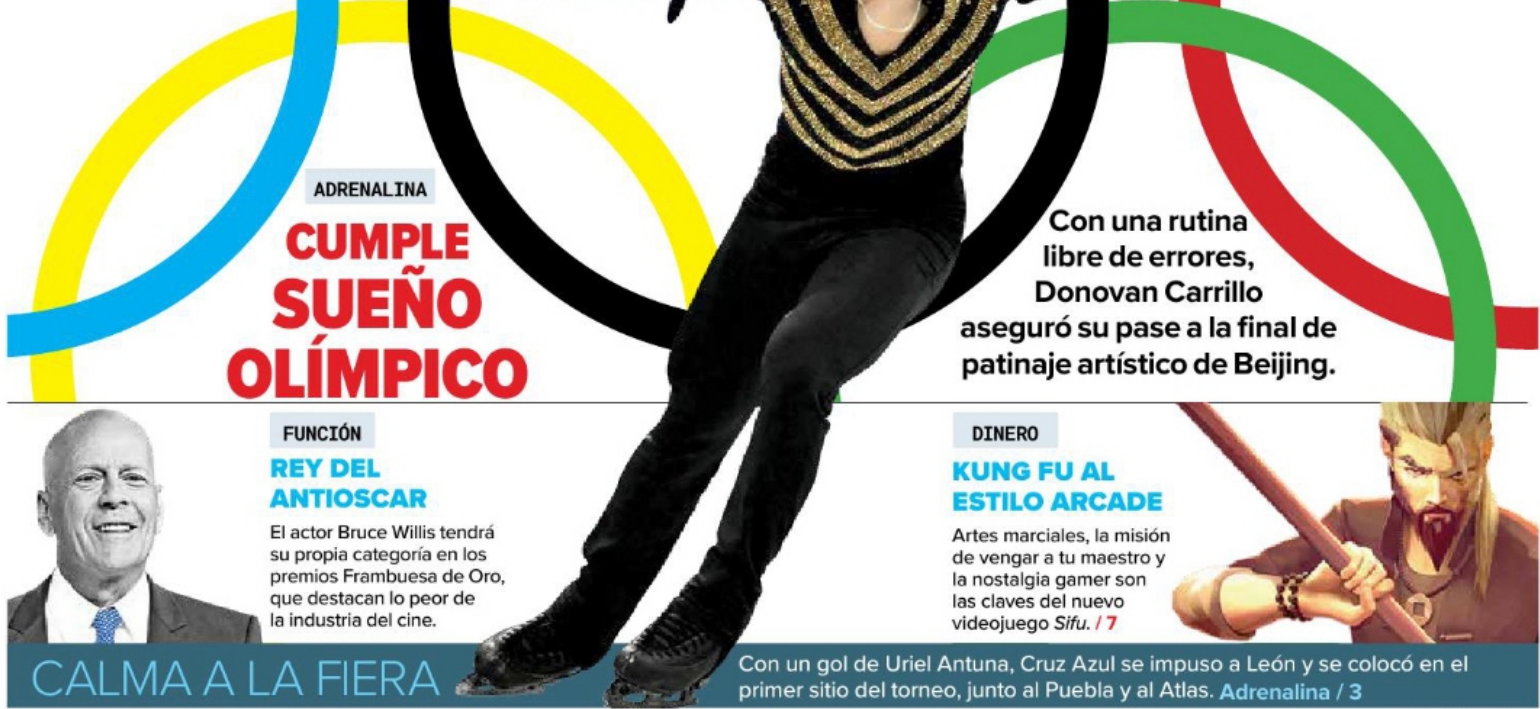 ADRENALINA
CUMPLE
SUEÑO
OLÍMPICO
Con una rutina
libre de errores,
Donovan Carrillo
aseguró su pase a la final de
patinaje artístico de Beijing.
FUNCIÓN
REY DEL
ANTIOSCAR
El actor Bruce Willis tendrá
su propia categoría en los
premios Frambuesa de Oro,
que destacan lo peor de
la industria del cine.
DINERO
KUNG FU AL
ESTILO ARCADE
Artes marciales, la misión
de vengar a tu maestro y
la nostalgia gamer son
las claves del nuevo
videojuego Sifu. / 7
CALMA A LA FIERA
Con un gol de Uriel Antuna, Cruz Azul se impuso a León y se colocó en el
primer sitio del torneo, junto al Puebla y al Atlas. Adrenalina / 3